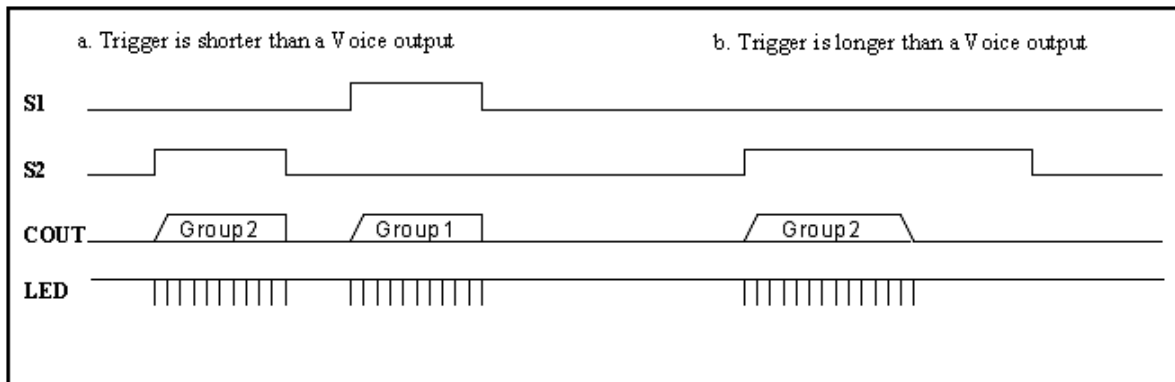 a. Trigger is shorter than a Voice output
b. Trigger is longer than a Voice output
S1
S2
COUT
Group2
Group1
Group2
LED